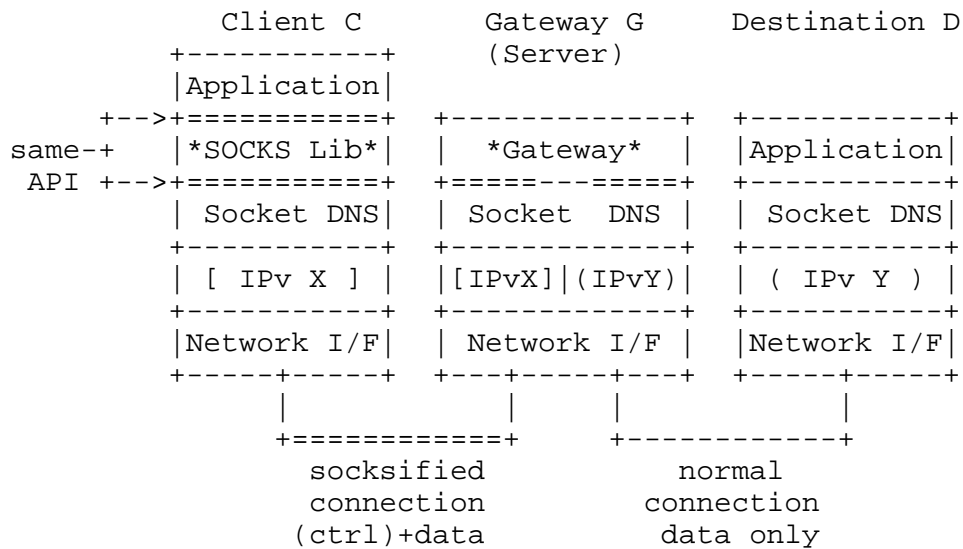 Client C       Gateway G     Destination D
       +-----------+     (Server)
       |Application|
   +-->+===========+  +-------------+  +-----------+
same-+ |*SOCKS Lib*|  |  *Gateway*  |  |Application|
API +-->+===========+  +=====---=====+  +-----------+
       | Socket DNS|  | Socket  DNS |  | Socket DNS|
       +-----------+  +-------------+  +-----------+
       | [ IPv X ] |  |[IPvX]|(IPvY)|  | ( IPv Y ) |
       +-----------+  +-------------+  +-----------+
       |Network I/F|  | Network I/F |  |Network I/F|
       +-----+-----+  +---+-----+---+  +-----+-----+
             |            |     |            |
             +============+     +------------+
               socksified           normal
               connection         connection
              (ctrl)+data          data only